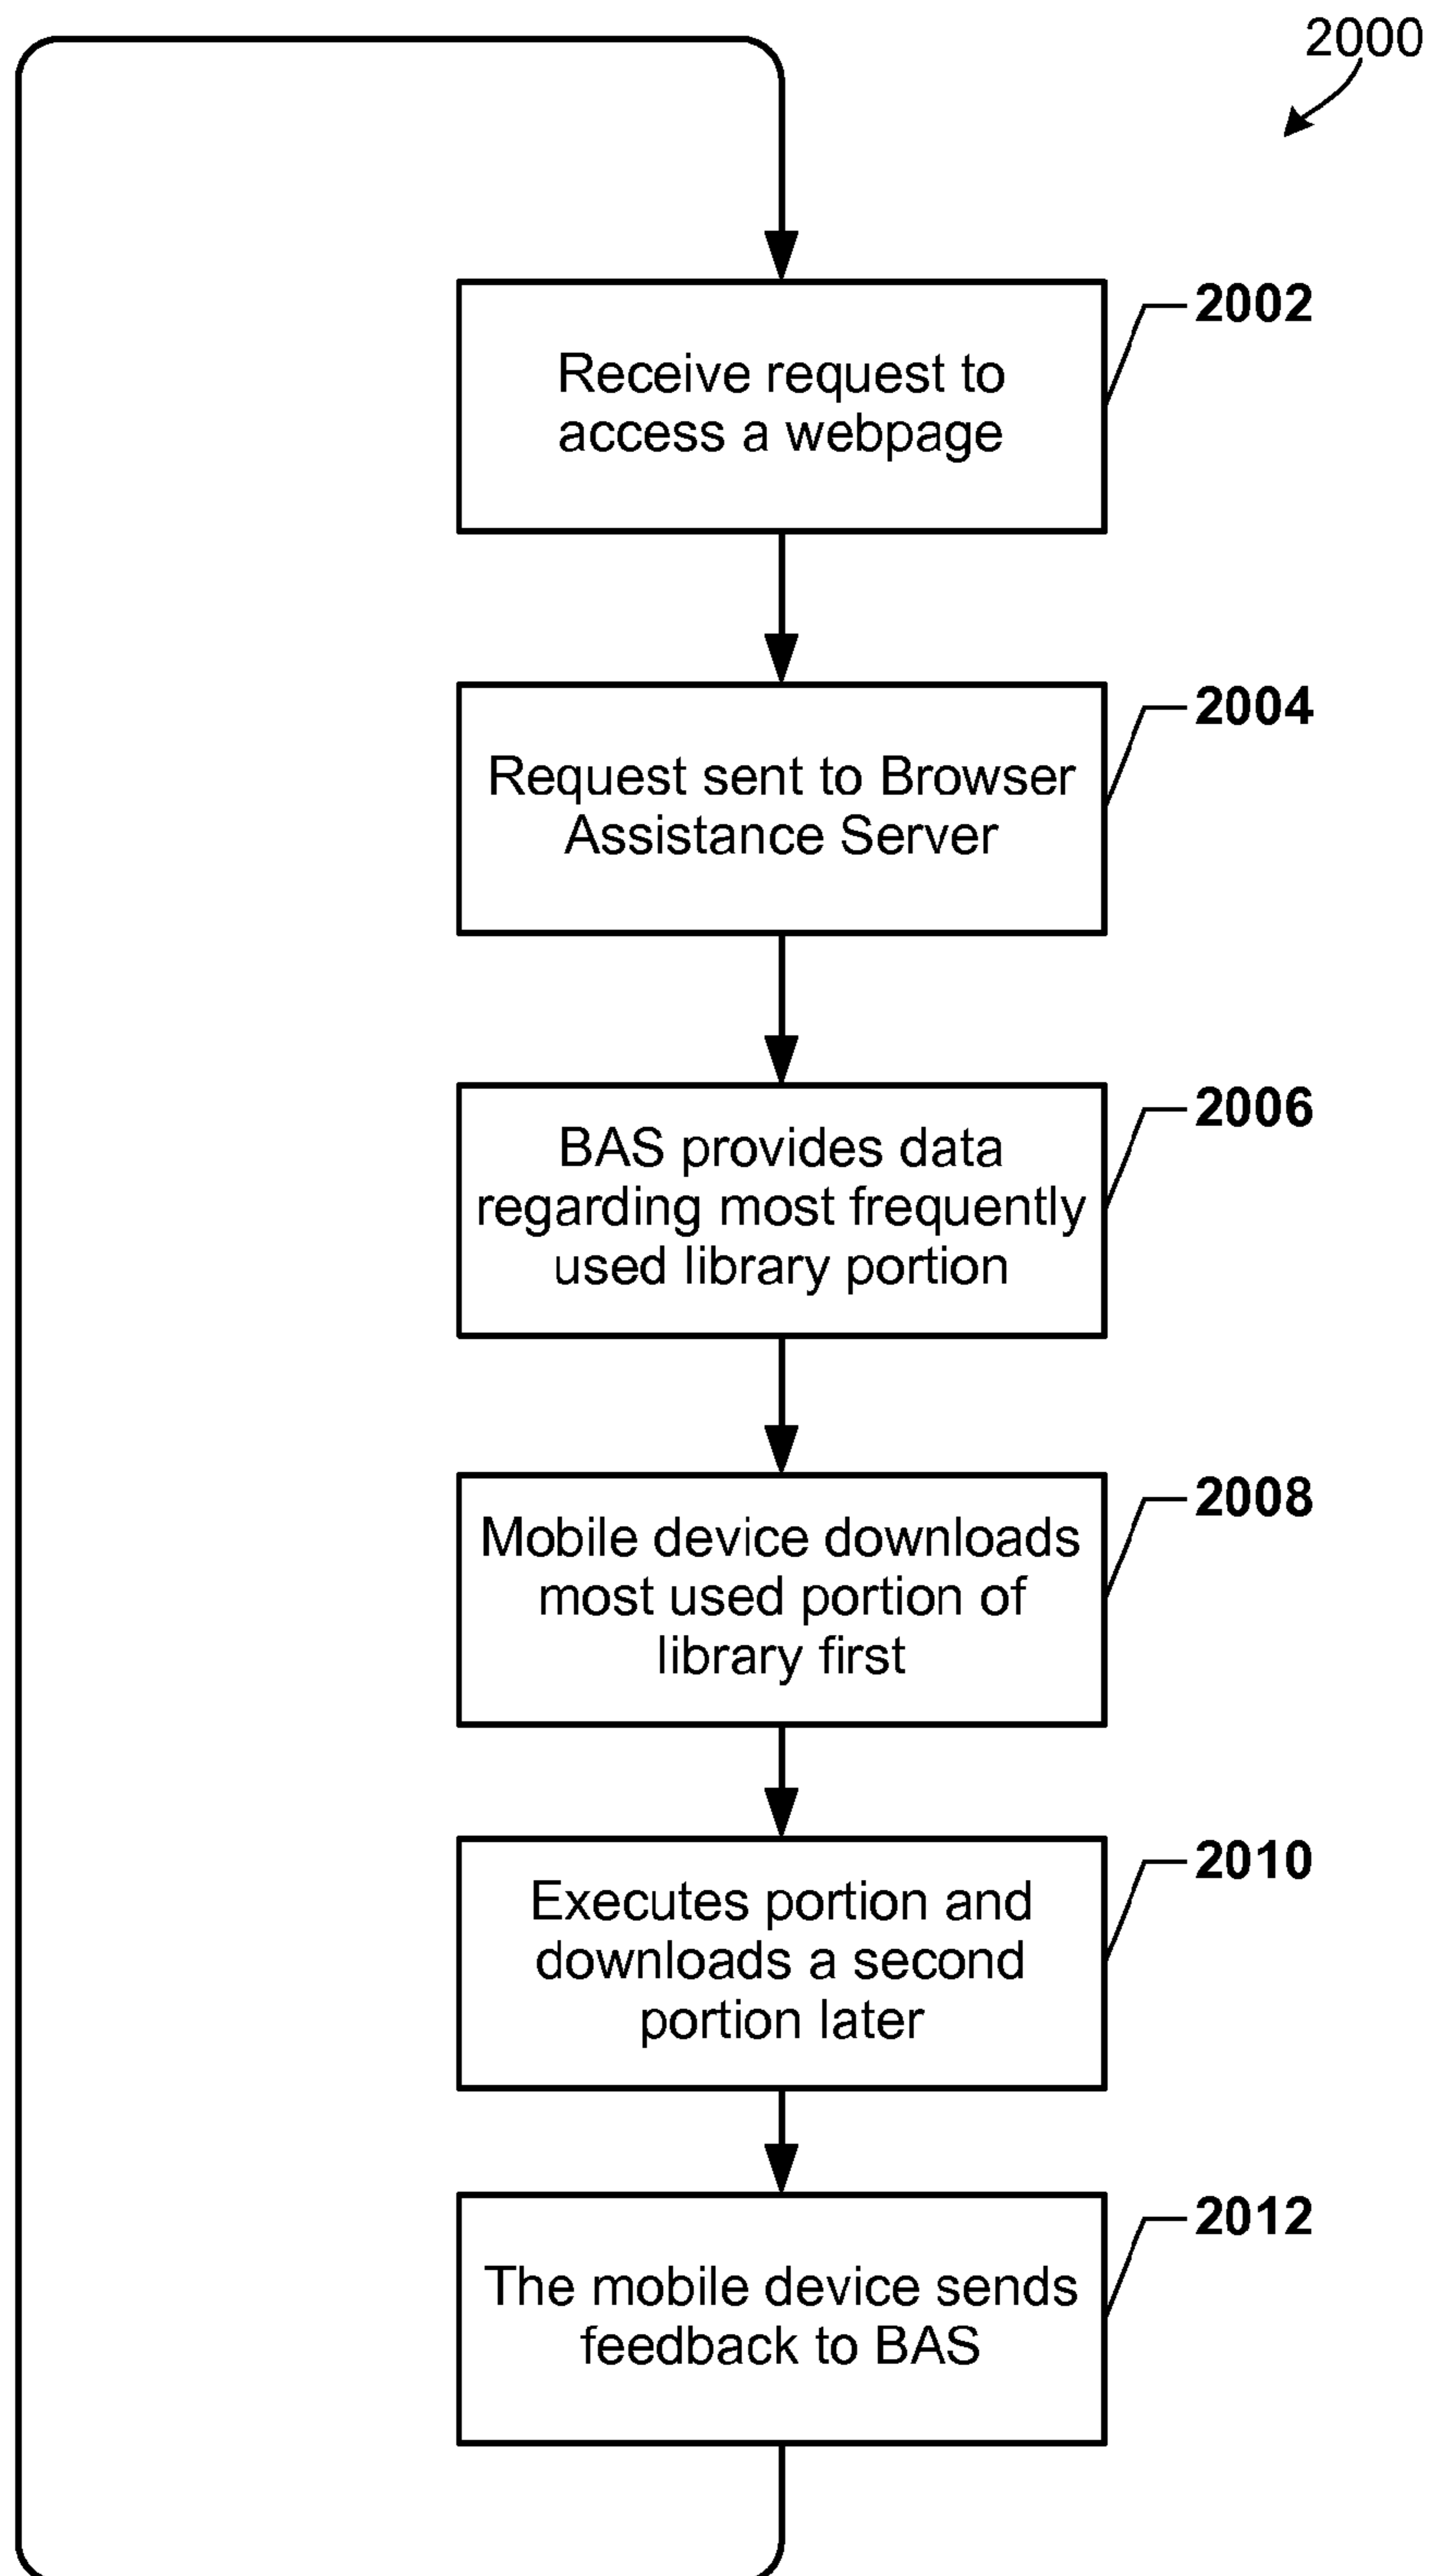 2000
2002
Receive request to
access a webpage
2004
Request sent to Browser
Assistance Server
2006
BAS provides data
regarding most frequently
used library portion
2008
Mobile device downloads
most used portion of
library first
2010
Executes portion and
downloads a second
portion later
2012
The mobile device sends
feedback to BAS